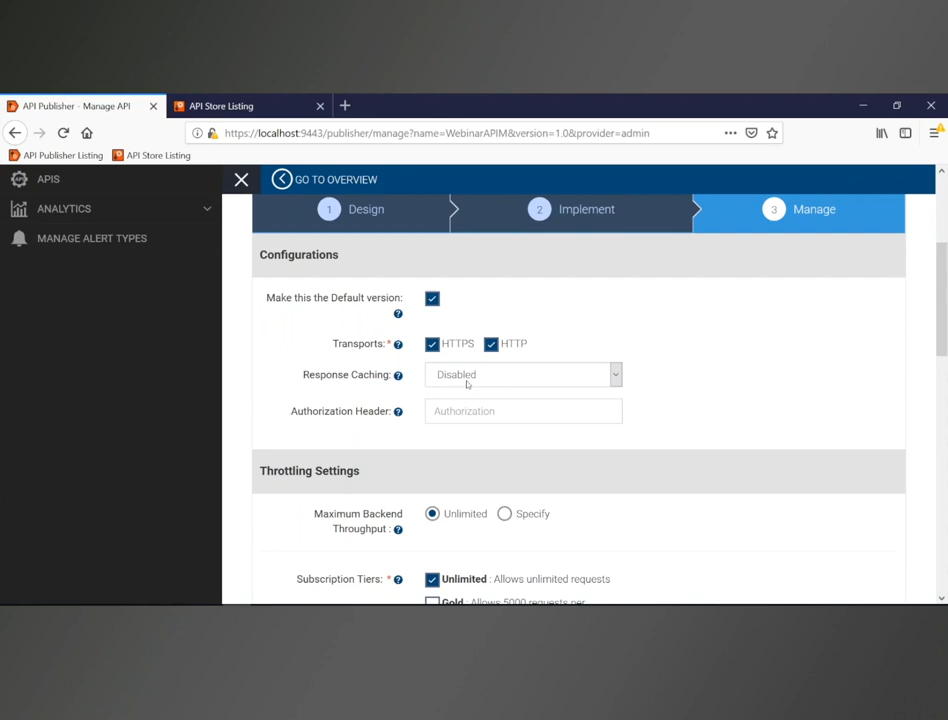 API Publisher - Manage API
API Store Listing
https://localhost:9443/publisher/manage?name=WebinarAPIM&version=1.0&provider=admin
API Publisher Listing
API Store Listing
APIS
GO TO OVERVIEW
ANALYTICS
1 Design
2 Implement
3 Manage
MANAGE ALERT TYPES
Configurations
Make this the Default version:
Transports:* HTTPS HTTP
Response Caching: Disabled
Authorization Header: Authorization
Throttling Settings
Maximum Backend Unlimited Specify
Throughput :
Subscription Tiers: * Unlimited : Allows unlimited requests
Gold : Allows 5000 requests per